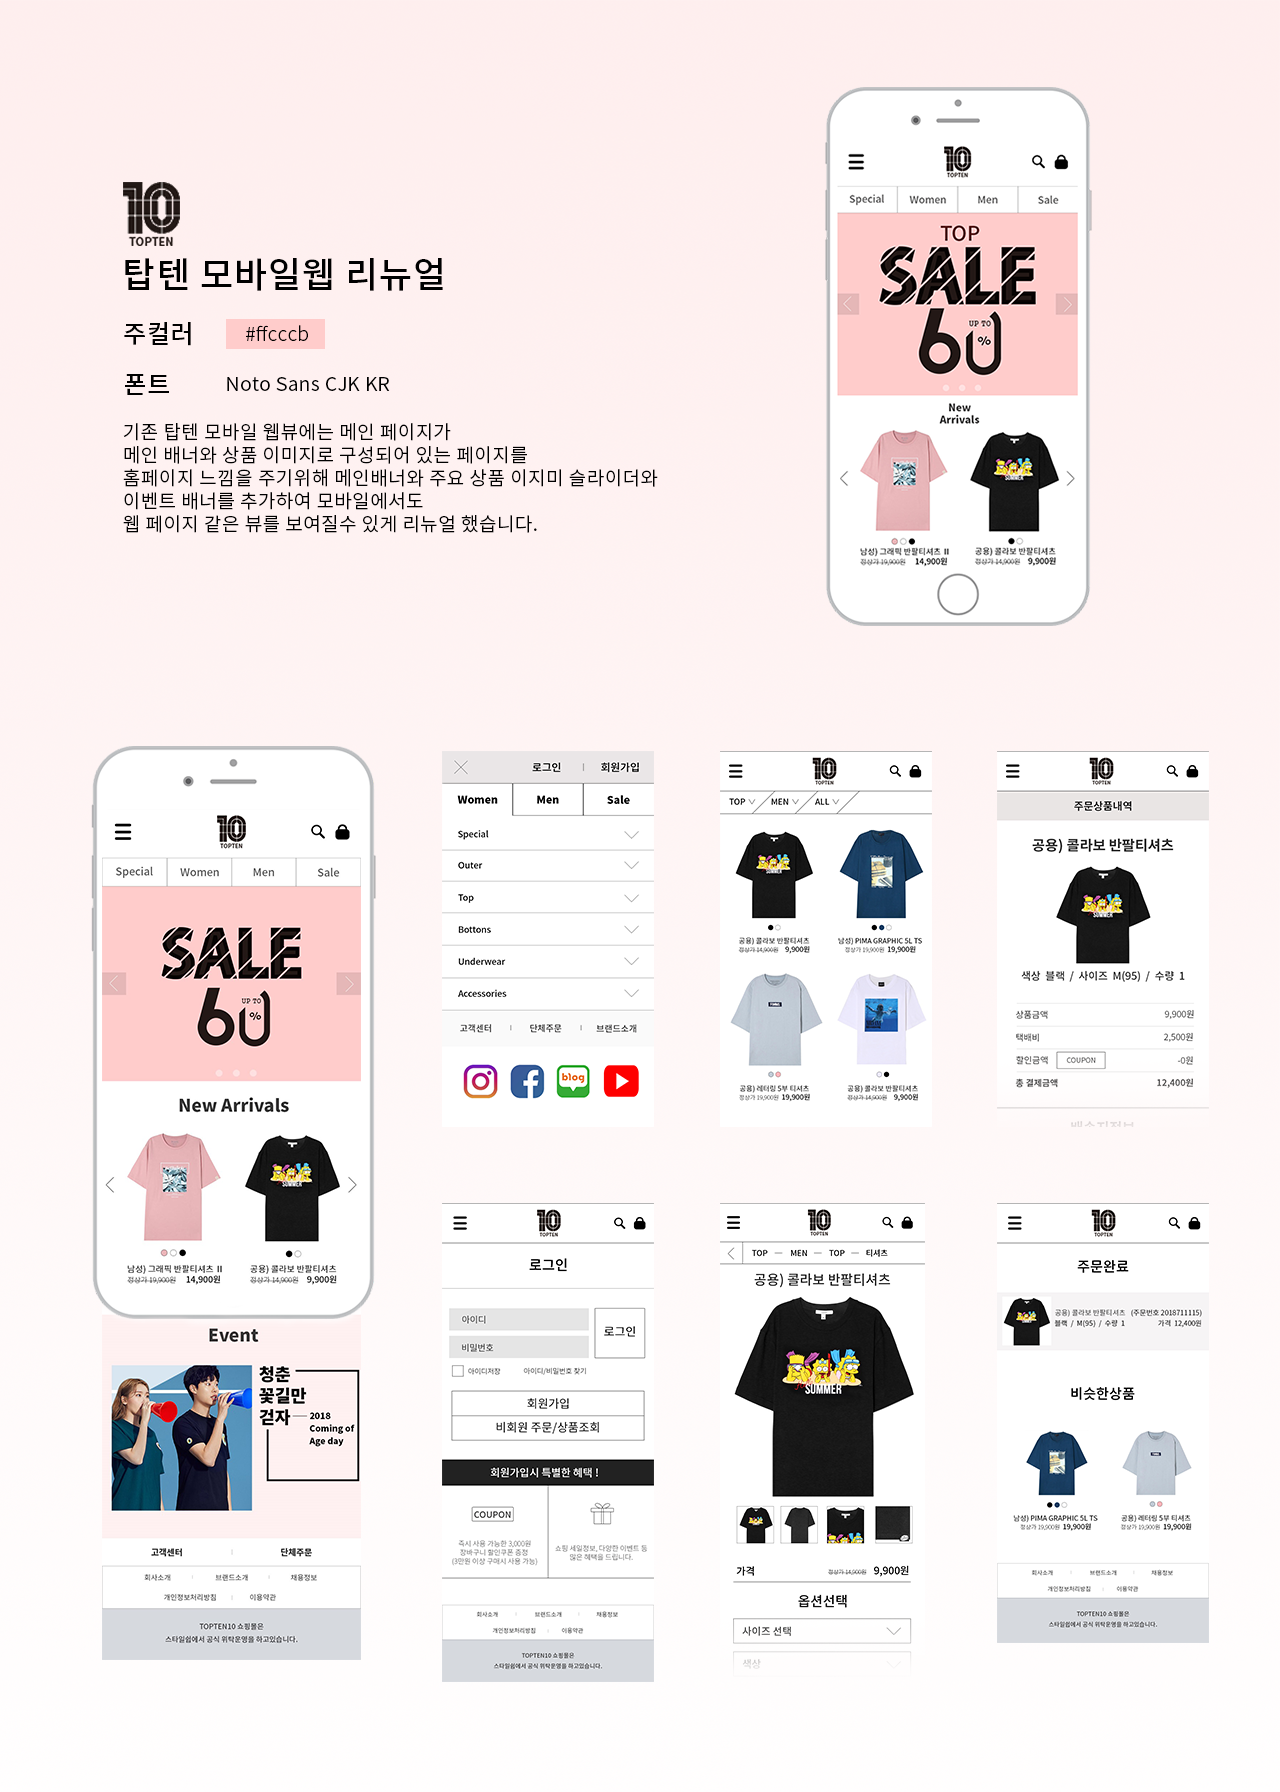 10
TOPTEN
탑텐 모바일웹 리뉴얼
주컬러 #ffcccb
폰트 Noto Sans CJK KR
기존 탑텐 모바일 웹뷰에는 메인 페이지가
메인 배너와 상품 이미지로 구성되어 있는 페이지를
홈페이지 느낌을 주기위해 메인배너와 주요 상품 이지미 슬라이더와
이벤트 배너를 추가하여 모바일에서도
웹 페이지 같은 뷰를 보여질수 있게 리뉴얼 했습니다.
10
TOPTEN
Special Women Men Sale
TOP
SALE
UP TO
60%
New
Arrivals
SUMMER
남성) 그래픽 반팔티셔츠 II
정상가 19,900원 14,900원
공용) 콜라보 반팔티셔츠
정상가 14,900원 9,900원
10
TOPTEN
Special Women Men Sale
SALE
UP TO
60%
New Arrivals
SUMMER
남성) 그래픽 반팔티셔츠 II
정상가 19,900원 14,900원
공용) 콜라보 반팔티셔츠
정상가 14,900원 9,900원
Event
청춘
꽃길만
걷자
2018
Coming of
Age day
고객센터 단체주문
회사소개 브랜드소개 채용정보
개인정보처리방침 이용약관
TOPTEN10 쇼핑몰은
스타일쉽에서 공식 위탁운영을 하고있습니다.
로그인 회원가입
Women Men Sale
Special
Outer
Top
Bottons
Underwear
Accessories
고객센터 단체주문 브랜드소개
blog
10
TOPTEN
TOP MEN ALL
SUMMER
공용) 콜라보 반팔티셔츠
정상가 14,900원 9,900원
남성) PIMA GRAPHIC 5L TS
정상가 19,900원 19,900원
공용) 레터링 5부 티셔츠
정상가 19,900원 19,900원
공용) 콜라보 반팔티셔츠
정상가 14,900원 9,900원
10
TOPTEN
주문상품내역
공용) 콜라보 반팔티셔츠
SUMMER
색상 블랙 / 사이즈 M(95) / 수량 1
상품금액 9,900원
택배비 2,500원
할인금액 COUPON -0원
총 결제금액 12,400원
배송지정보
10
TOPTEN
로그인
아이디
비밀번호
로그인
아이디저장 아이디/비밀번호 찾기
회원가입
비회원 주문/상품조회
회원가입시 특별한 혜택 !
COUPON
즉시 사용 가능한 3,000원
장바구니 할인쿠폰 증정
(3만원 이상 구매시 사용 가능)
쇼핑 세일정보, 다양한 이벤트 등
많은 혜택을 드립니다.
회사소개 브랜드소개 채용정보
개인정보처리방침 이용약관
TOPTEN10 쇼핑몰은
스타일쉽에서 공식 위탁운영을 하고있습니다.
10
TOPTEN
TOP — MEN — TOP — 티셔츠
공용) 콜라보 반팔티셔츠
SUMMER
가격 정상가 14,900원 9,900원
옵션선택
사이즈 선택
색상
10
TOPTEN
주문완료
공용) 콜라보 반팔티셔츠 (주문번호 2018711115)
블랙 / M(95) / 수량 1 가격 12,400원
비슷한상품
남성) PIMA GRAPHIC 5L TS
정상가 19,900원 19,900원
공용) 레터링 5부 티셔츠
정상가 19,900원 19,900원
회사소개 브랜드소개 채용정보
개인정보처리방침 이용약관
TOPTEN10 쇼핑몰은
스타일쉽에서 공식 위탁운영을 하고있습니다.